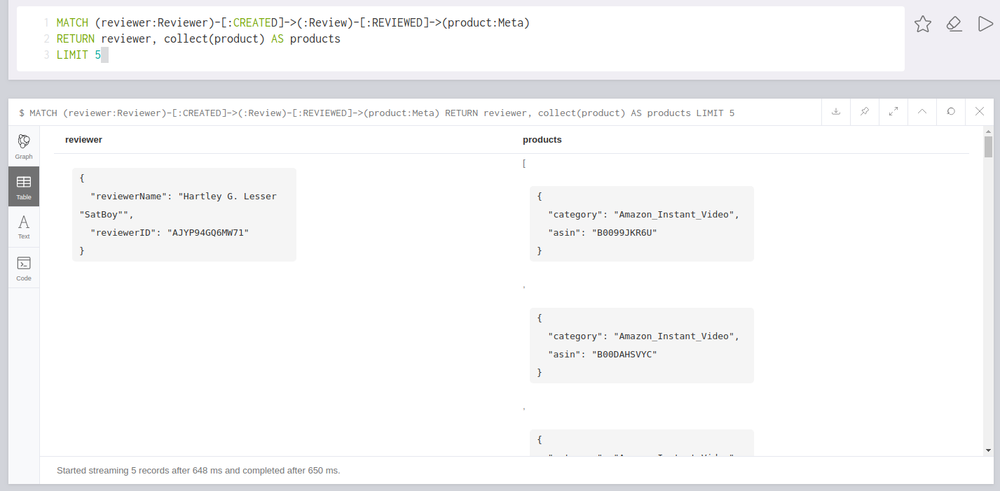 1 MATCH (reviewer:Reviewer)-[:CREATED]->(:Review)-[:REVIEWED]->(product:Meta)
2 RETURN reviewer, collect(product) AS products
3 LIMIT 5
$ MATCH (reviewer:Reviewer)-[:CREATED]->(:Review)-[:REVIEWED]->(product:Meta) RETURN reviewer, collect(product) AS products LIMIT 5
Graph
Table
Text
Code
reviewer
{
"reviewerName": "Hartley G. Lesser
"SatBoy"",
"reviewerID": "AJYP94GQ6MW71"
}
products
[
{
"category": "Amazon_Instant_Video",
"asin": "B0099JKR6U"
}
,
{
"category": "Amazon_Instant_Video",
"asin": "B00DAHSVYC"
}
,
{
Started streaming 5 records after 648 ms and completed after 650 ms.